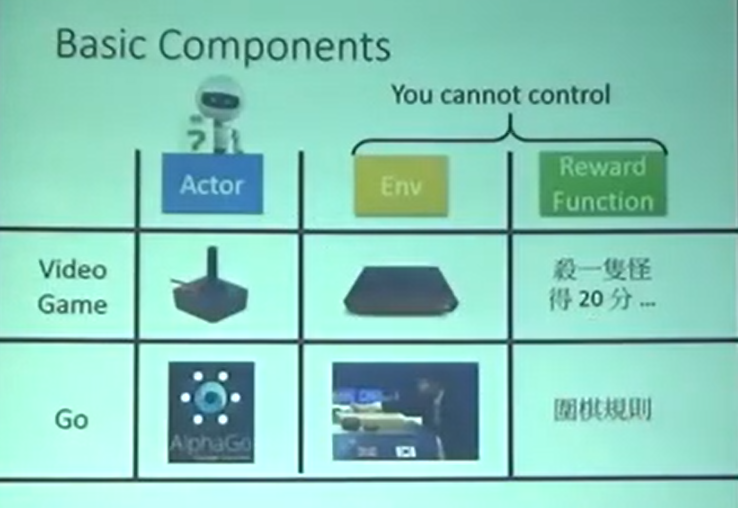 Basic Components
You cannot control
Actor
Env
Reward
Function
Video
Game
殺一隻怪
得 20 分 ...
Go
AlphaGo
圍棋規則